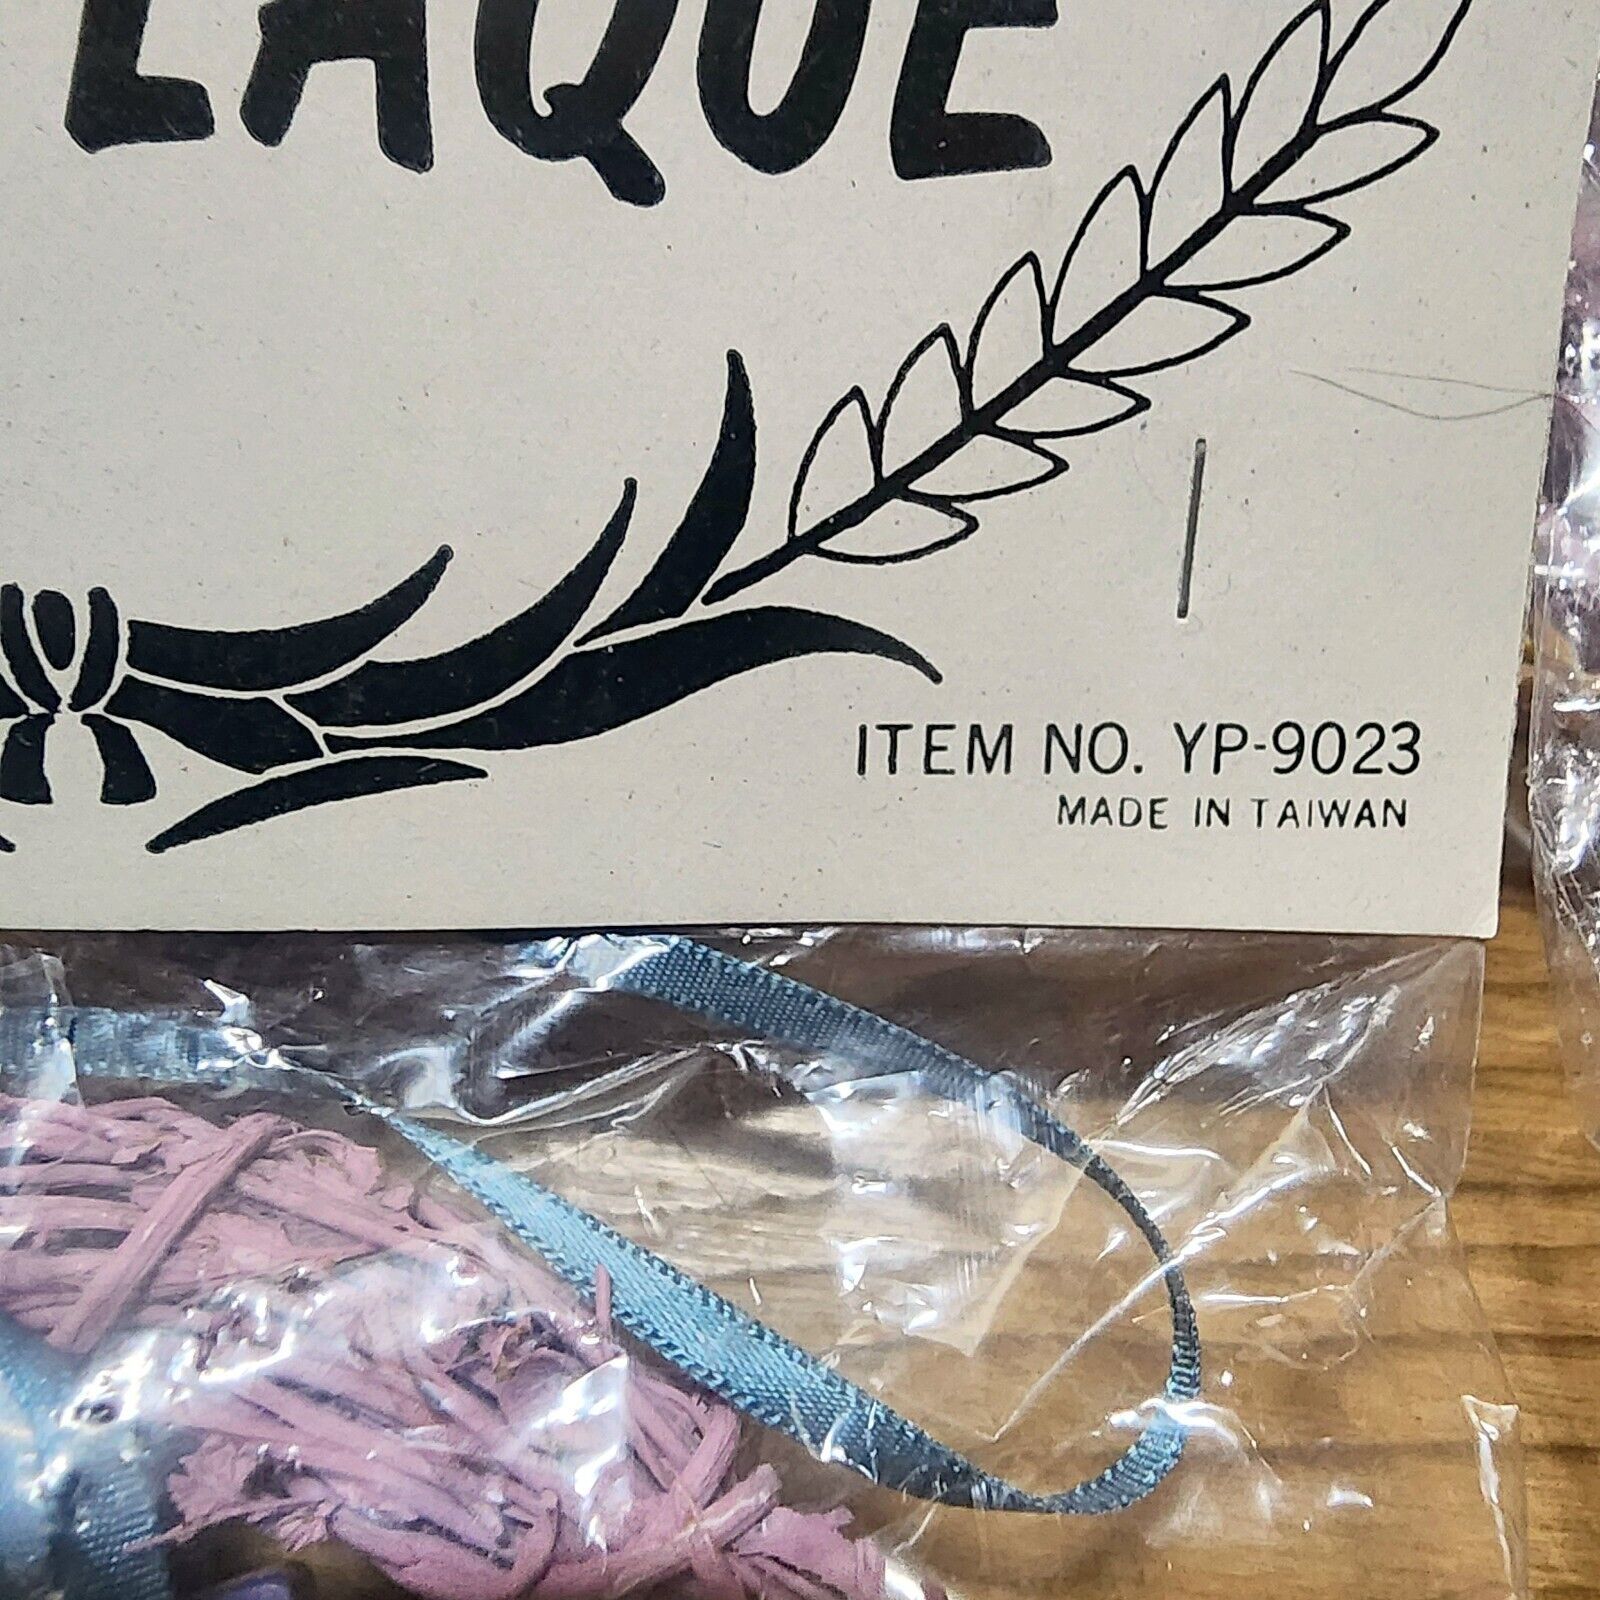 LAQUE
ITEM NO. YP-9023
MADE IN TAIWAN